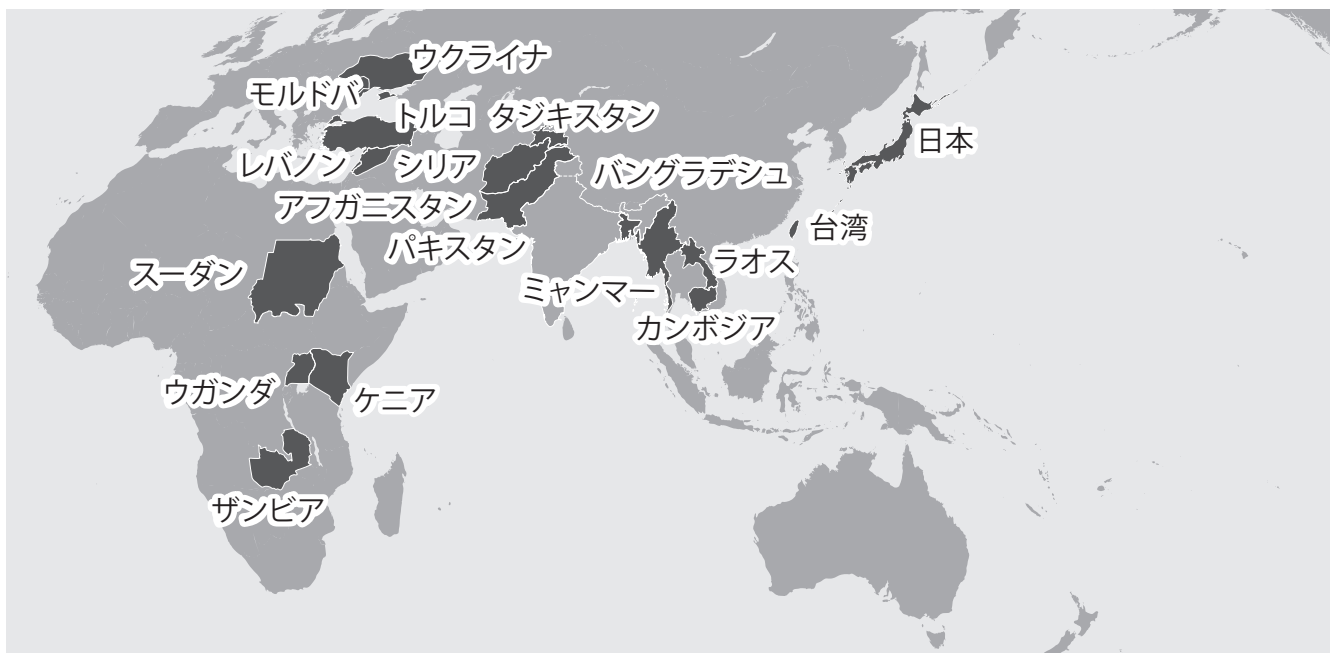 ウクライナ
モルドバ
トルコ
タジキスタン
日本
レバノン
シリア
バングラデシュ
アフガニスタン
台湾
パキスタン
ラオス
スーダン
ミャンマー
カンボジア
ウガンダ
ケニア
ザンビア